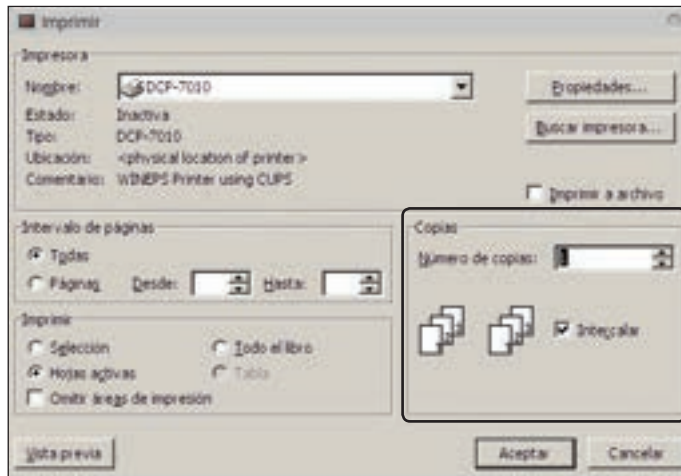 Imprimir
Impresora
Nombre: DCP-7010
Propiedades...
Estado: Inactiva
Buscar impresora...
Tipo: DCP-7010
Ubicación: <physical location of printer>
Comentario: WINEPS Printer using CUPS
Imprimir a archivo
Intervalo de páginas
Todas
Páginas Desde: Hasta:
Copias
Número de copias: 1
Intercalar
Imprimir
Selección Todo el libro
Hojas activas Tabla
Omitir áreas de impresión
Vista previa Aceptar Cancelar